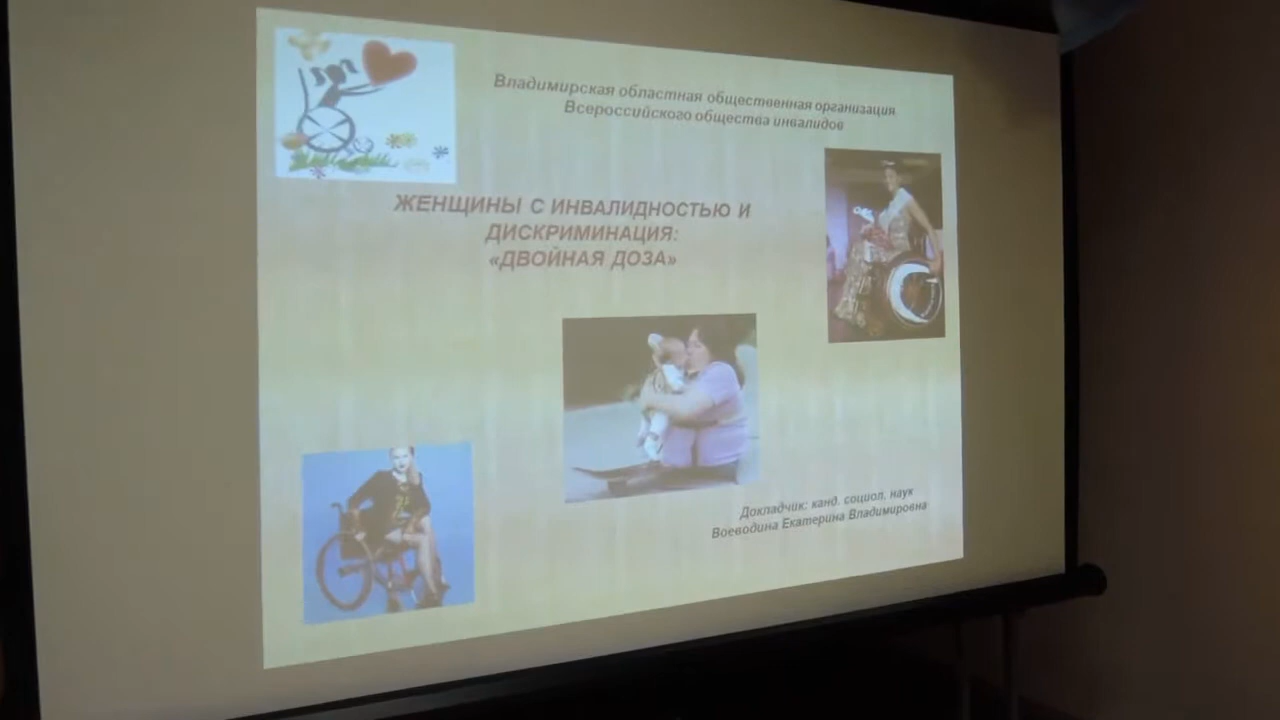 Владимирская областная общественная организация
Всероссийского общества инвалидов
ЖЕНЩИНЫ С ИНВАЛИДНОСТЬЮ И
ДИСКРИМИНАЦИЯ:
«ДВОЙНАЯ ДОЗА»
Докладчик: канд. социол. наук
Воеводина Екатерина Владимировна